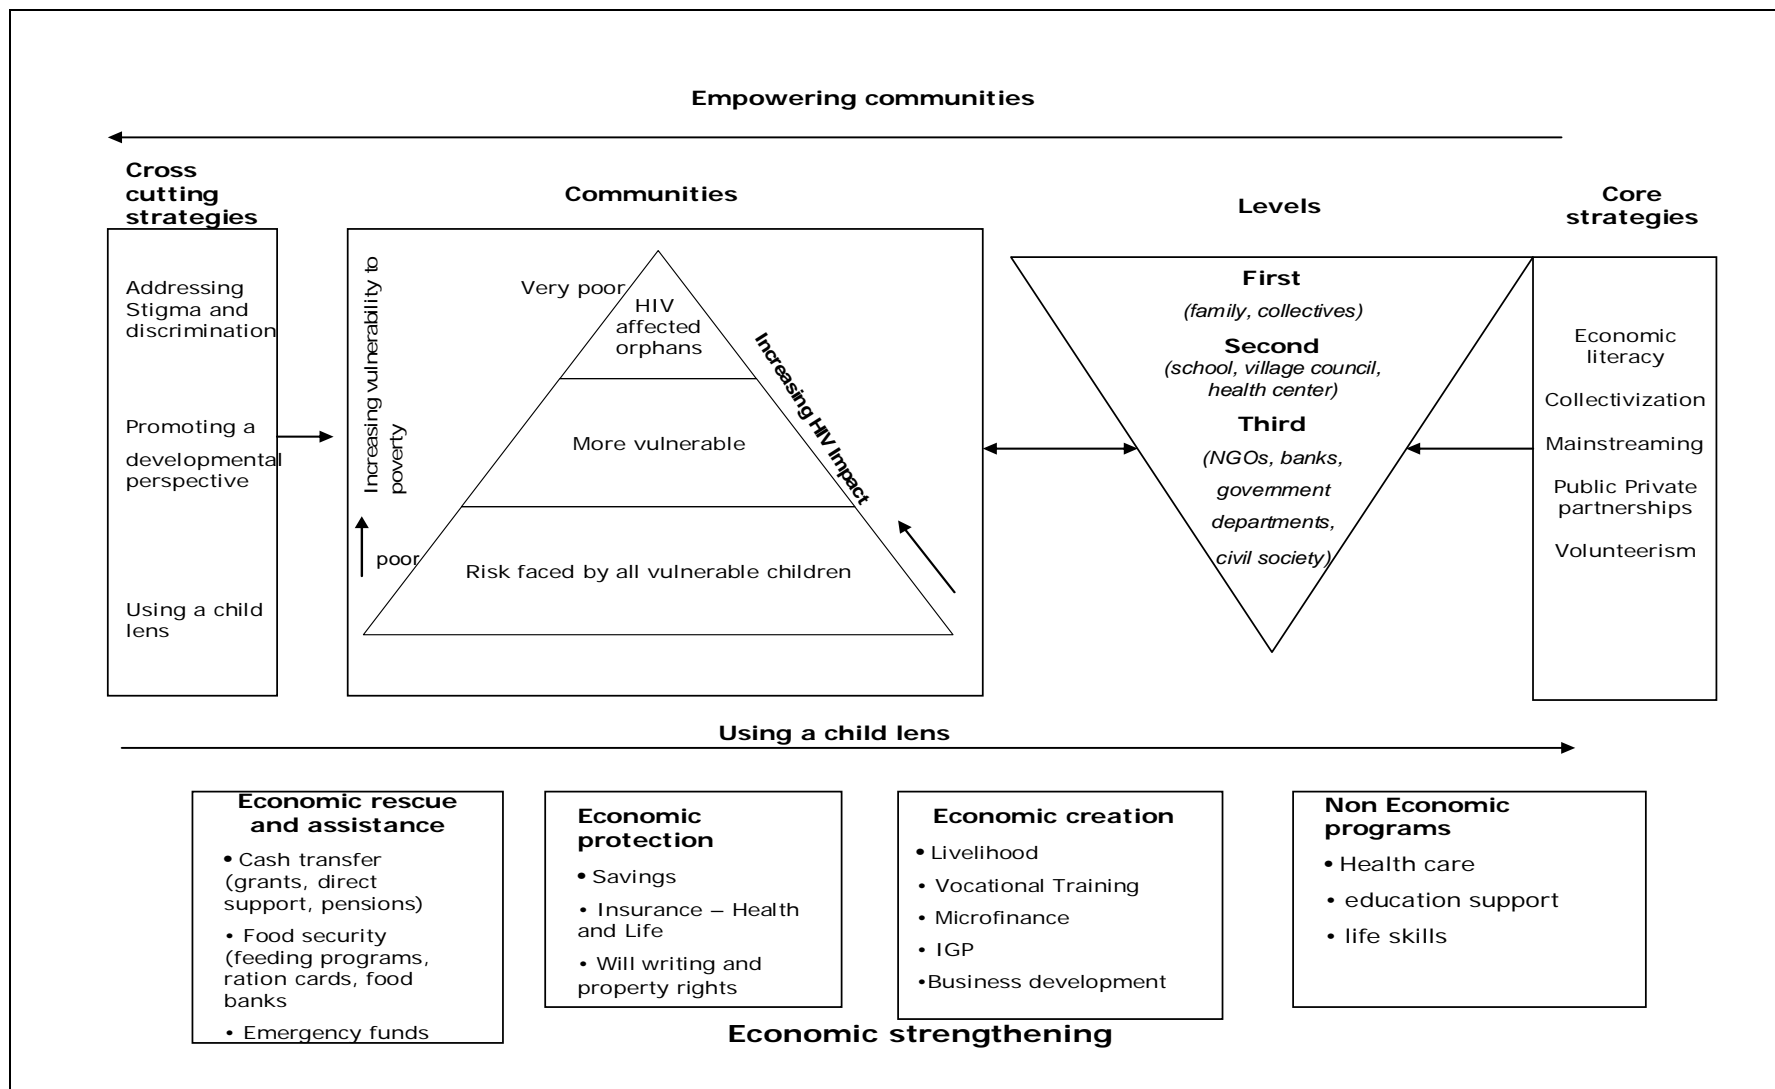 Empowering communities
Cross
cutting
strategies
Addressing
Stigma and
discrimination
Promoting a
developmental
perspective
Using a child
lens
Communities
Increasing vulnerability to
poverty
Very poor
HIV
affected
orphans
Increasing HIV Impact
More vulnerable
poor
Risk faced by all vulnerable children
Levels
First
(family, collectives)
Second
(school, village council,
health center)
Third
(NGOs, banks,
government
departments,
civil society)
Core
strategies
Economic
literacy
Collectivization
Mainstreaming
Public Private
partnerships
Volunteerism
Using a child lens
Economic rescue
and assistance
• Cash transfer
(grants, direct
support, pensions)
• Food security
(feeding programs,
ration cards, food
banks
• Emergency funds
Economic
protection
• Savings
• Insurance – Health
and Life
• Will writing and
property rights
Economic creation
• Livelihood
• Vocational Training
• Microfinance
• IGP
•Business development
Non Economic
programs
• Health care
• education support
• life skills
Economic strengthening